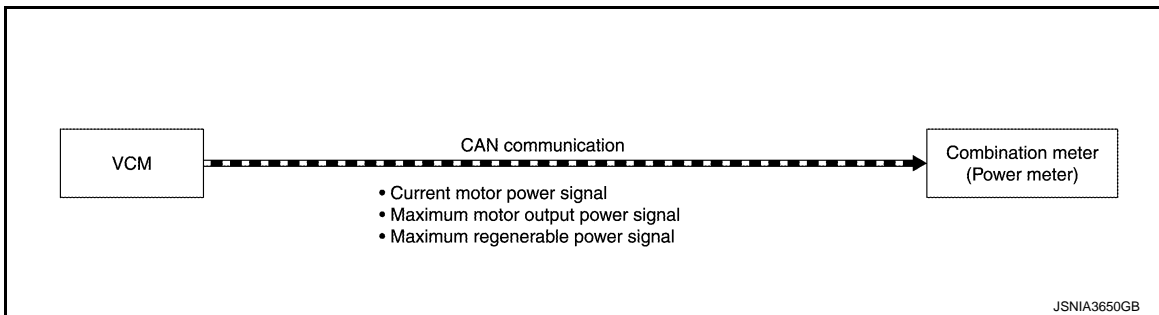 VCM
CAN communication
• Current motor power signal
• Maximum motor output power signal
• Maximum regenerable power signal
Combination meter
(Power meter)
JSNIA3650GB